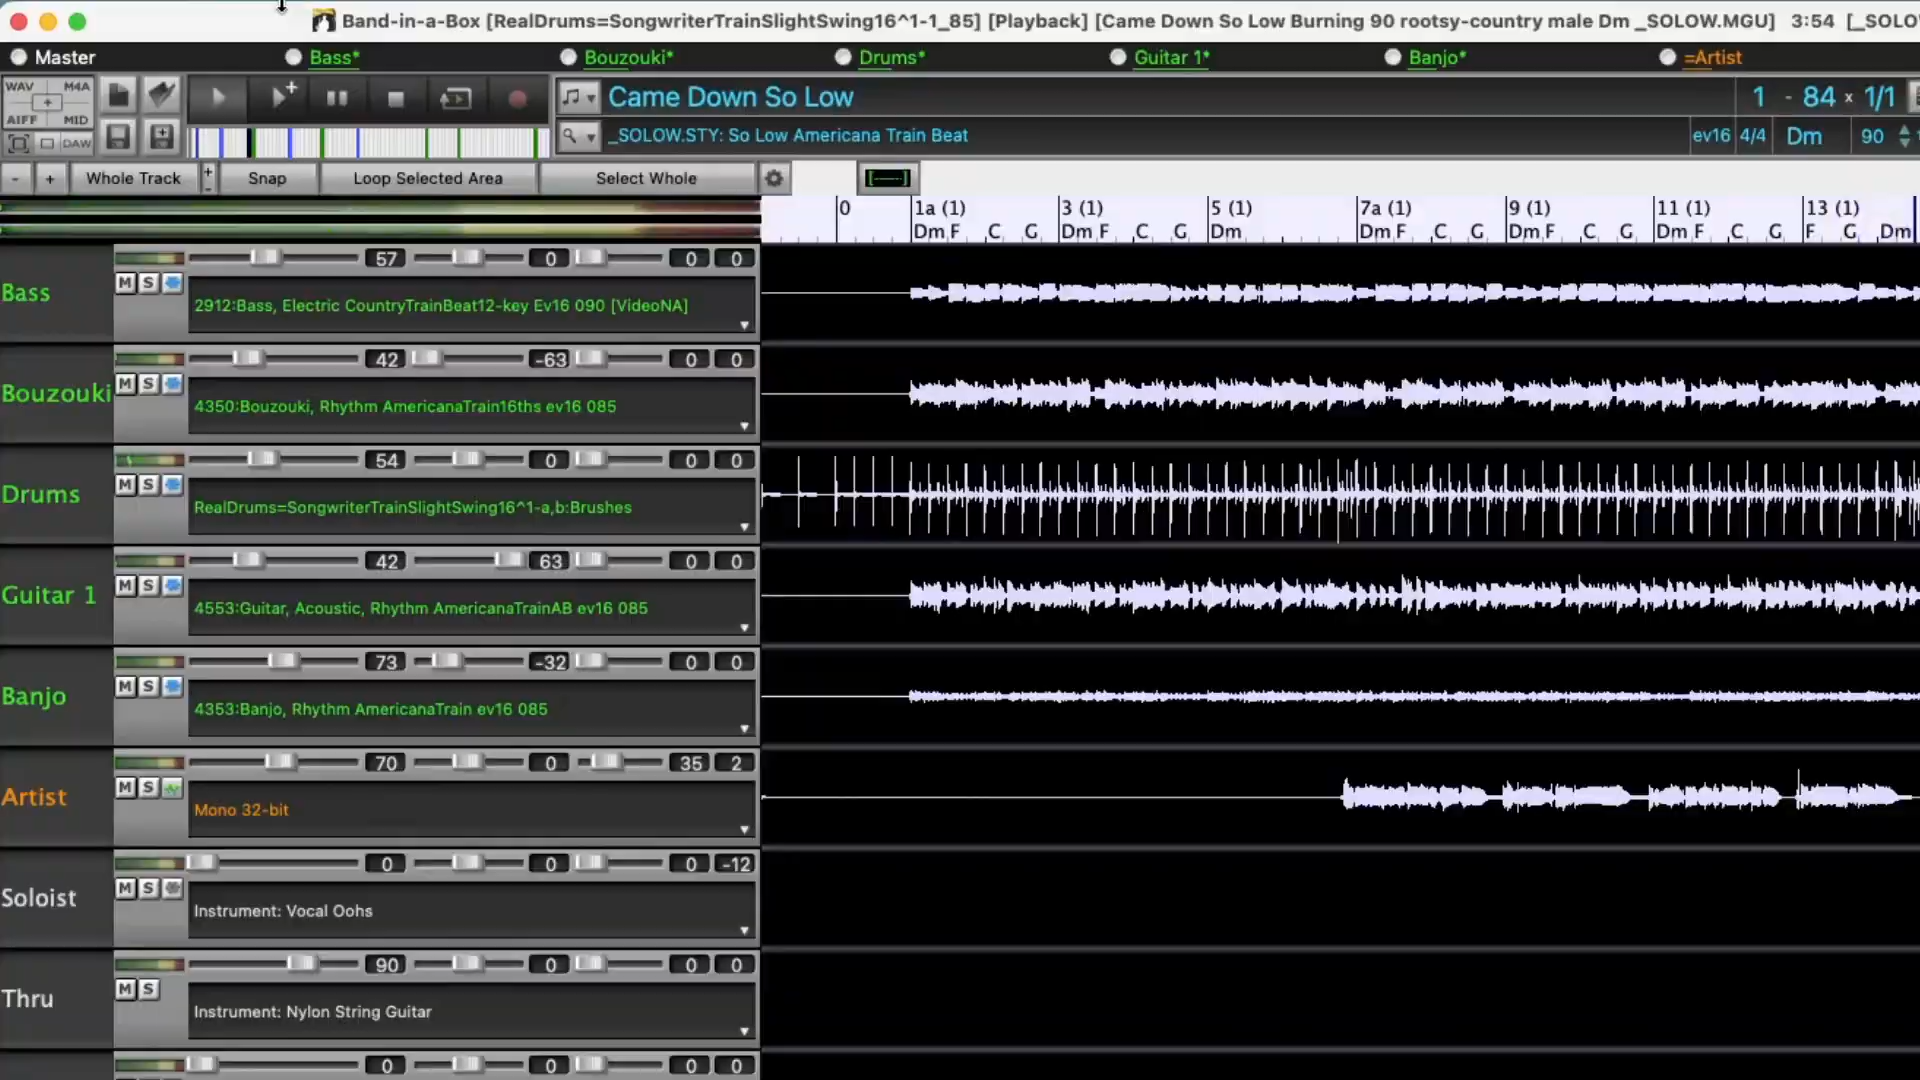 Band-in-a-Box [RealDrums=SongwriterTrainSlightSwing16^1-1_85] [Playback] [Came Down So Low Burning 90 rootsy-country male Dm _SOLOW.MGU] 3:54 [_SOLO
Master Bass* Bouzouki* Drums* Guitar 1* Banjo* =Artist
WAV M4A
AIFF MID
DAW
Came Down So Low 1 - 84 x 1/1
_SOLOW.STY: So Low Americana Train Beat ev16 4/4 Dm 90
- + Whole Track + - Snap Loop Selected Area Select Whole
0 1a (1) 3 (1) 5 (1) 7a (1) 9 (1) 11 (1) 13 (1)
Dm F C G Dm F C G Dm Dm F C G Dm F C G Dm F C G F G Dm
Bass M S 57 0 0 0
2912:Bass, Electric CountryTrainBeat12-key Ev16 090 [VideoNA]
Bouzouki M S 42 -63 0 0
4350:Bouzouki, Rhythm AmericanaTrain16ths ev16 085
Drums M S 54 0 0 0
RealDrums=SongwriterTrainSlightSwing16^1-a,b:Brushes
Guitar 1 M S 42 63 0 0
4553:Guitar, Acoustic, Rhythm AmericanaTrainAB ev16 085
Banjo M S 73 -32 0 0
4353:Banjo, Rhythm AmericanaTrain ev16 085
Artist M S 70 0 35 2
Mono 32-bit
Soloist M S 0 0 0 -12
Instrument: Vocal Oohs
Thru M S 90 0 0 0
Instrument: Nylon String Guitar
0 0 0 0